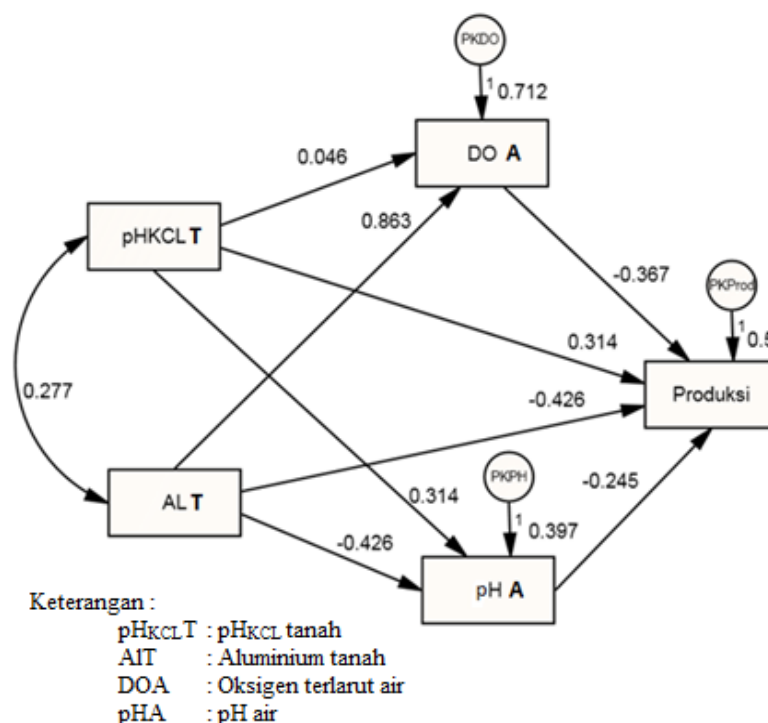 PKDO
1 0.712
DO A
0.046
0.863
pHKCL T
-0.367
PKProd
1 0.5
0.314
0.277
Produksi
-0.426
AL T
PKPH
0.314
-0.245
1 0.397
-0.426
pH A
Keterangan :
pHKCLT : pHKCL tanah
AlT : Aluminium tanah
DOA : Oksigen terlarut air
pHA : pH air